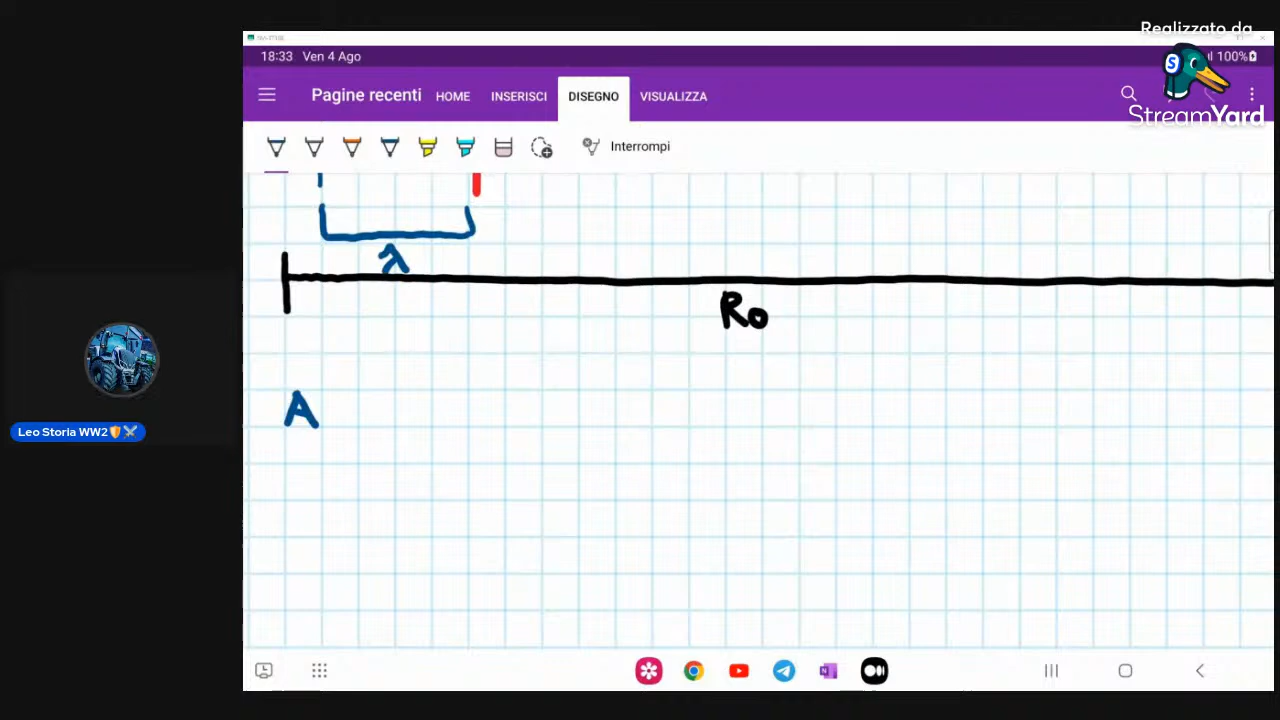 Realizzato da
StreamYard
18:33 Ven 4 Ago
100%
Pagine recenti HOME INSERISCI DISEGNO VISUALIZZA
Interrompi
λ
Ro
A
Leo Storia WW2🛡️⚔️